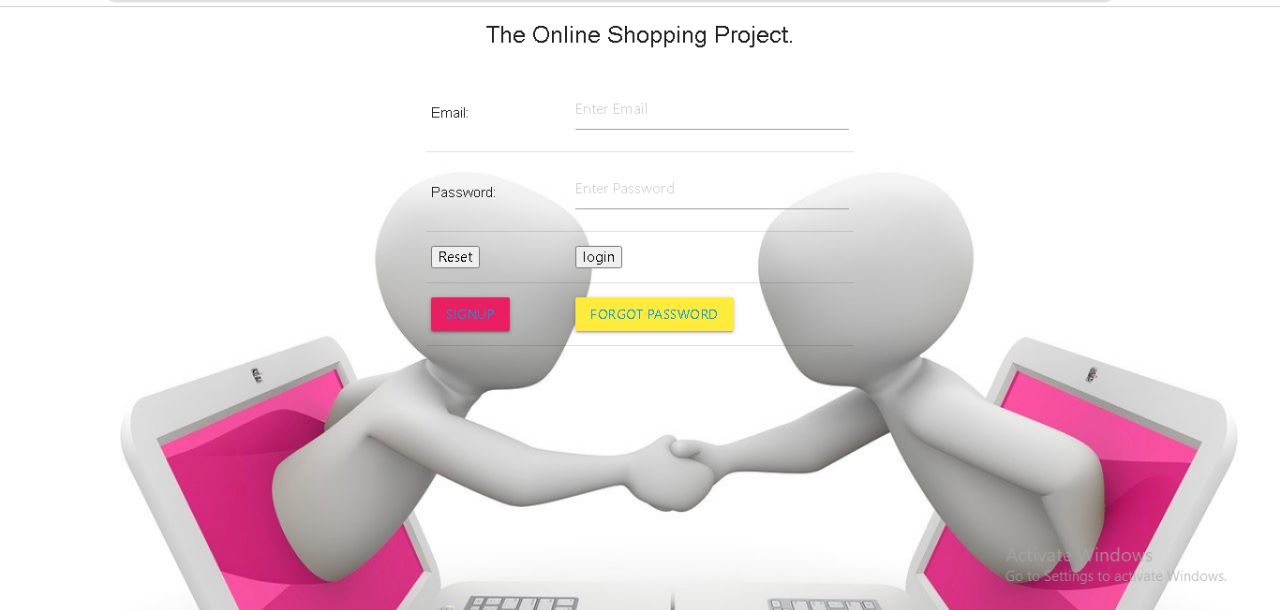 The Online Shopping Project.
Email: Enter Email
Password: Enter Password
Reset login
SIGNUP FORGOT PASSWORD
Activate Windows
Go to Settings to activate Windows.